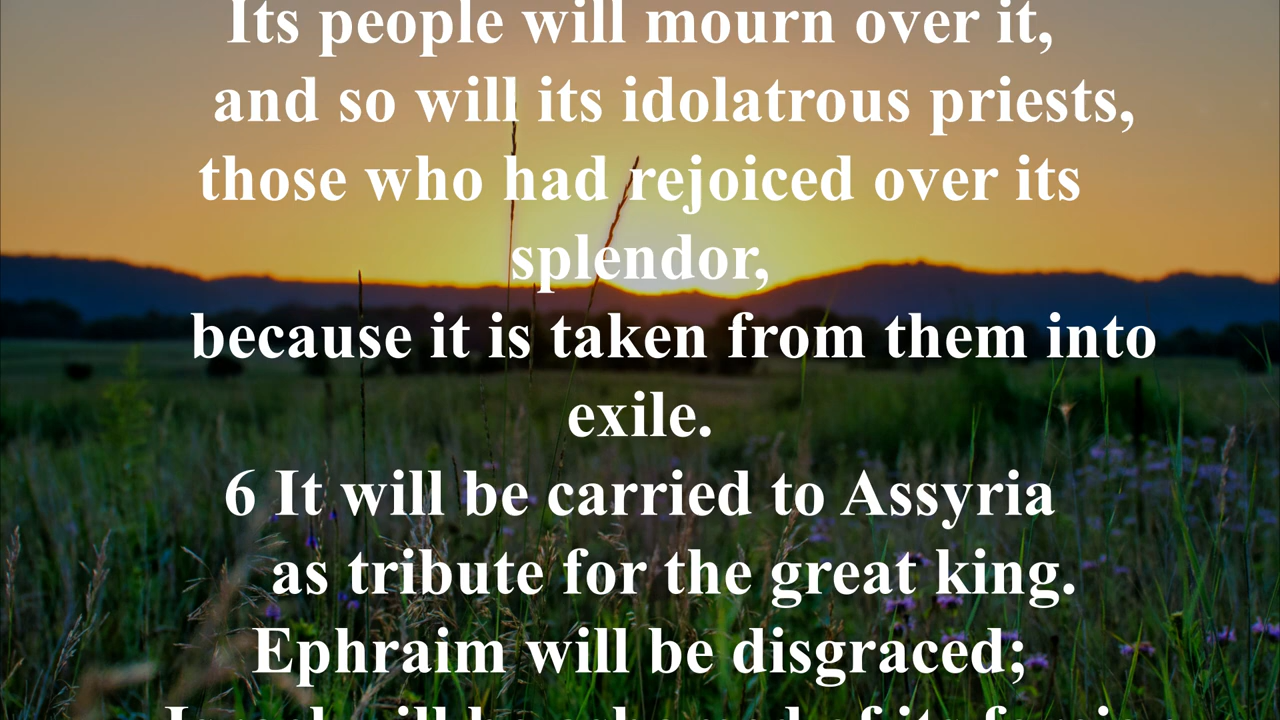 Its people will mourn over it,
and so will its idolatrous priests,
those who had rejoiced over its
splendor,
because it is taken from them into
exile.
6 It will be carried to Assyria
as tribute for the great king.
Ephraim will be disgraced;